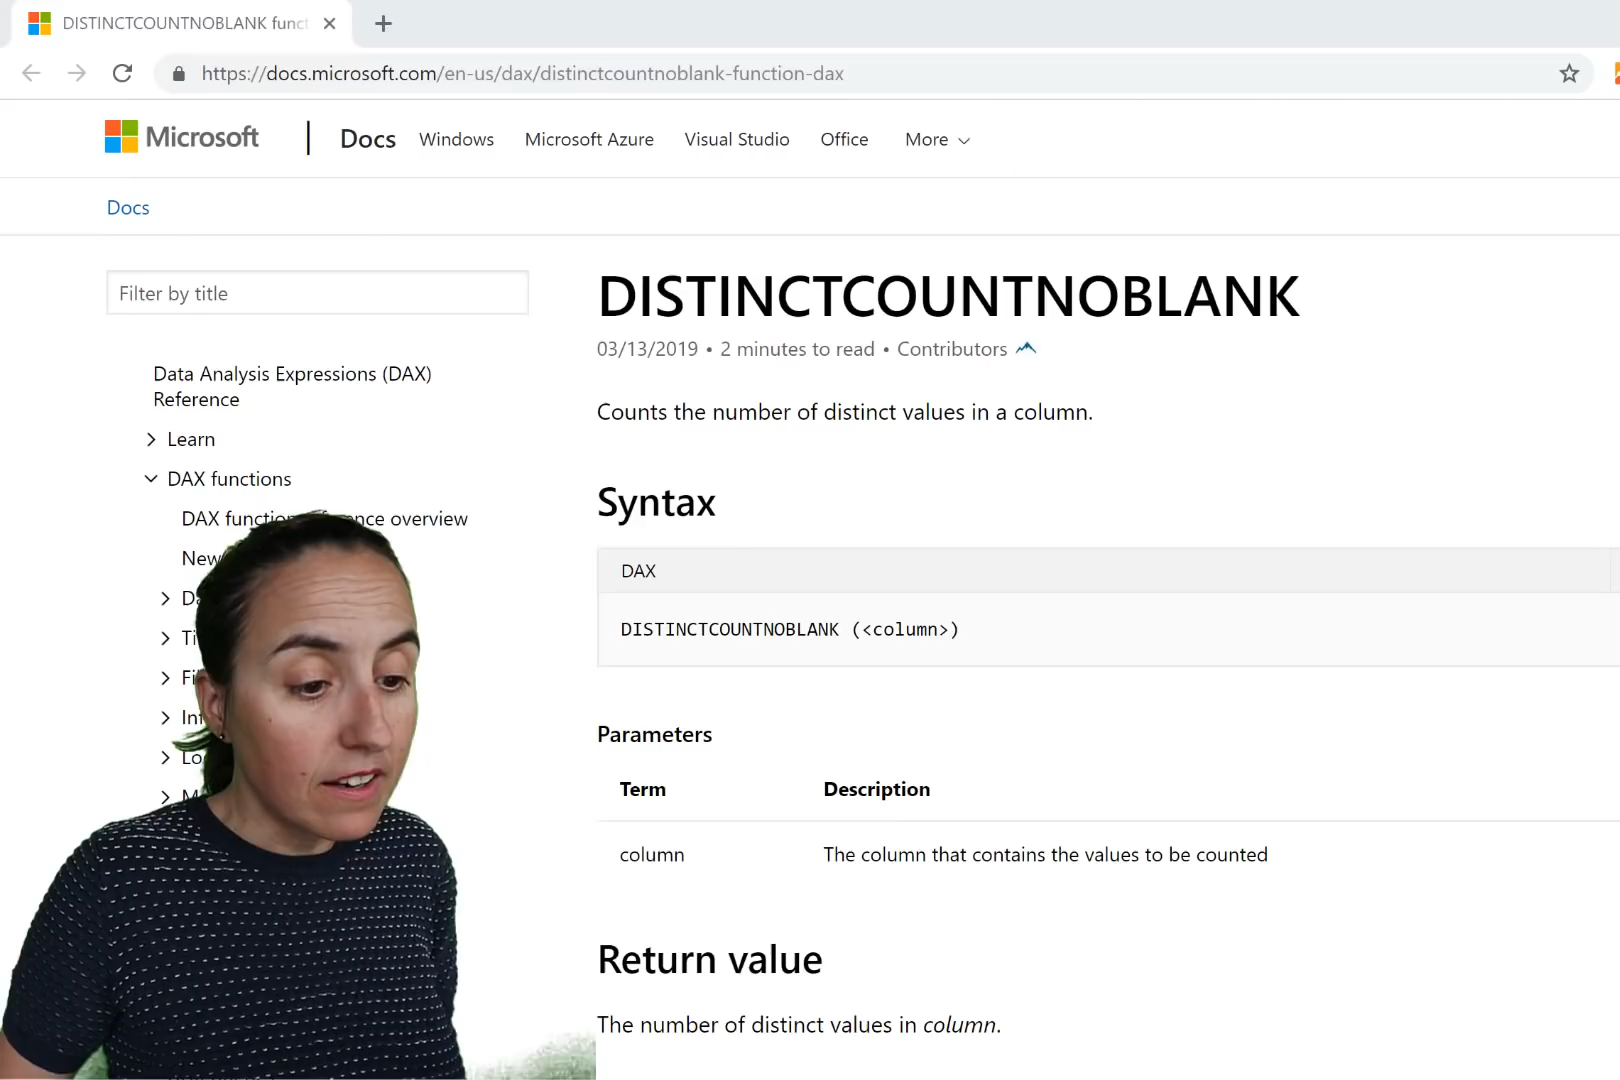 DISTINCTCOUNTNOBLANK funct
https://docs.microsoft.com/en-us/dax/distinctcountnoblank-function-dax
Microsoft
Docs
Windows
Microsoft Azure
Visual Studio
Office
More
Docs
Filter by title
Data Analysis Expressions (DAX)
Reference
Learn
DAX functions
DAX
overview
New
DISTINCTCOUNTNOBLANK
03/13/2019 • 2 minutes to read • Contributors
Counts the number of distinct values in a column.
Syntax
DAX
DISTINCTCOUNTNOBLANK (<column>)
Parameters
Term
Description
column
The column that contains the values to be counted
Return value
The number of distinct values in column.